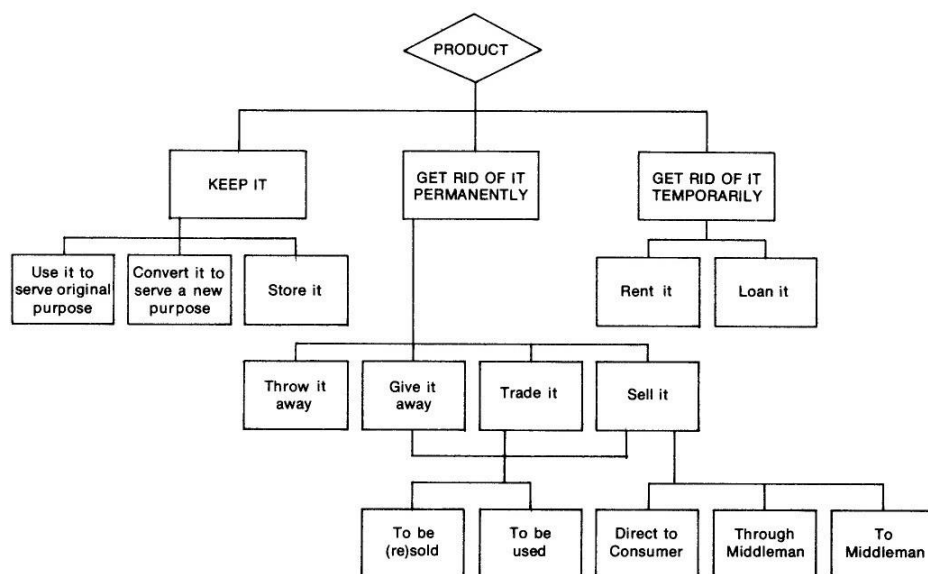 PRODUCT
KEEP IT
GET RID OF IT
PERMANENTLY
GET RID OF IT
TEMPORARILY
Use it to
serve original
purpose
Convert it to
serve a new
purpose
Store it
Rent it
Loan it
Throw it
away
Give it
away
Trade it
Sell it
To be
(re)sold
To be
used
Direct to
Consumer
Through
Middleman
To
Middleman